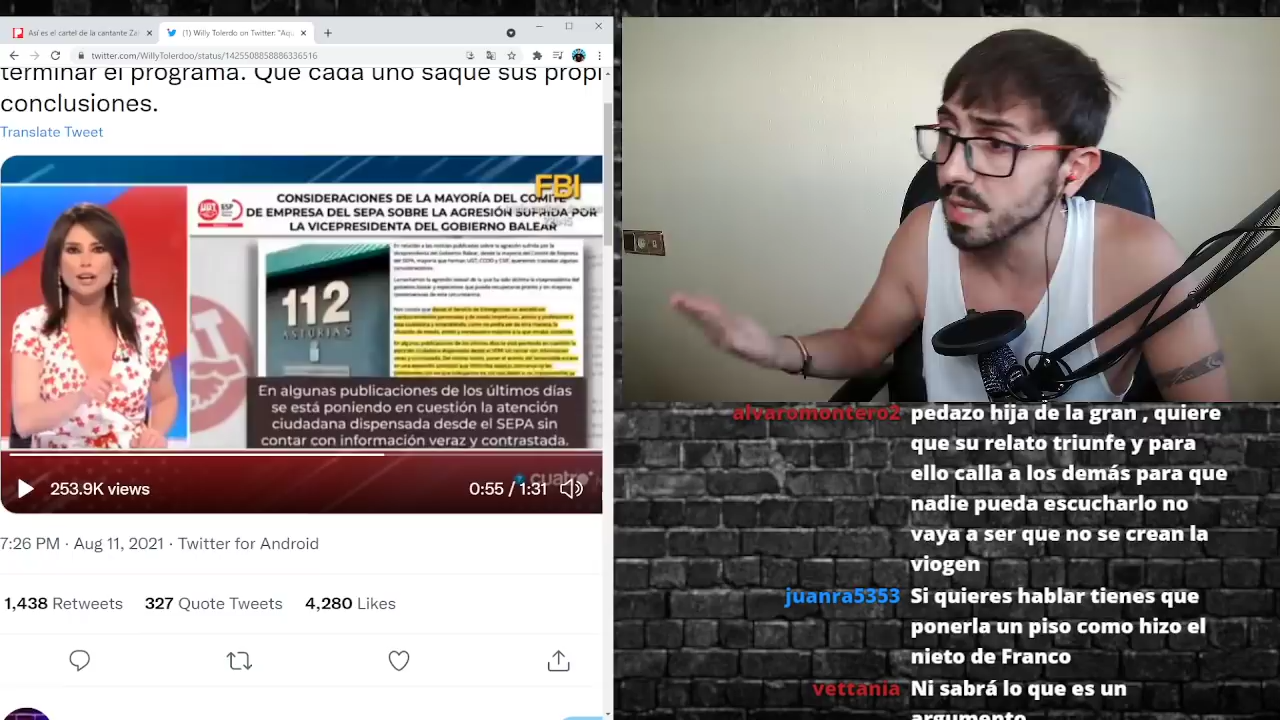 Así es el cartel de la cantante Za
(1) Willy Tolerdo on Twitter: "Aqu
twitter.com/WillyTolerdoo/status/1425508858886336516
terminar el programa. Que cada uno saque sus propi
conclusiones.
Translate Tweet
FBI
CONSIDERACIONES DE LA MAYORÍA DEL COMITÉ
DE EMPRESA DEL SEPA SOBRE LA AGRESIÓN SUFRIDA POR
LA VICEPRESIDENTA DEL GOBIERNO BALEAR
UGT
112
ASTURIAS
En algunas publicaciones de los últimos días
se está poniendo en cuestión la atención
ciudadana dispensada desde el SEPA sin
contar con información veraz y contrastada.
cuatro
253.9K views
0:55 / 1:31
7:26 PM · Aug 11, 2021 · Twitter for Android
1,438 Retweets 327 Quote Tweets 4,280 Likes
alvaromontero2 pedazo hija de la gran , quiere
que su relato triunfe y para
ello calla a los demás para que
nadie pueda escucharlo no
vaya a ser que no se crean la
viogen
juanra5353 Si quieres hablar tienes que
ponerla un piso como hizo el
nieto de Franco
vettania Ni sabrá lo que es un
argumento